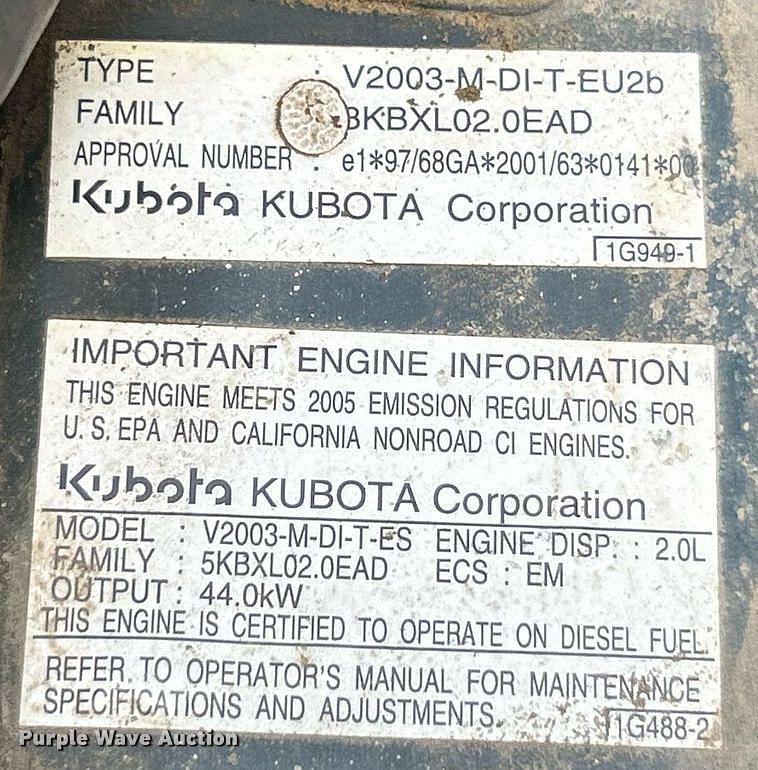 TYPE : V2003-M-DI-T-EU2b
FAMILY 3KBXL02.0EAD
APPROVAL NUMBER : e1*97/68GA*2001/63*0141*00
Kubota KUBOTA Corporation
1G949-1
IMPORTANT ENGINE INFORMATION
THIS ENGINE MEETS 2005 EMISSION REGULATIONS FOR
U.S. EPA AND CALIFORNIA NONROAD CI ENGINES.
Kubota KUBOTA Corporation
MODEL : V2003-M-DI-T-ES ENGINE DISP. : 2.0L
FAMILY : 5KBXL02.0EAD ECS : EM
OUTPUT : 44.0kW
THIS ENGINE IS CERTIFIED TO OPERATE ON DIESEL FUEL.
REFER TO OPERATOR'S MANUAL FOR MAINTENANCE
SPECIFICATIONS AND ADJUSTMENTS.
11G488-2
Purple Wave Auction